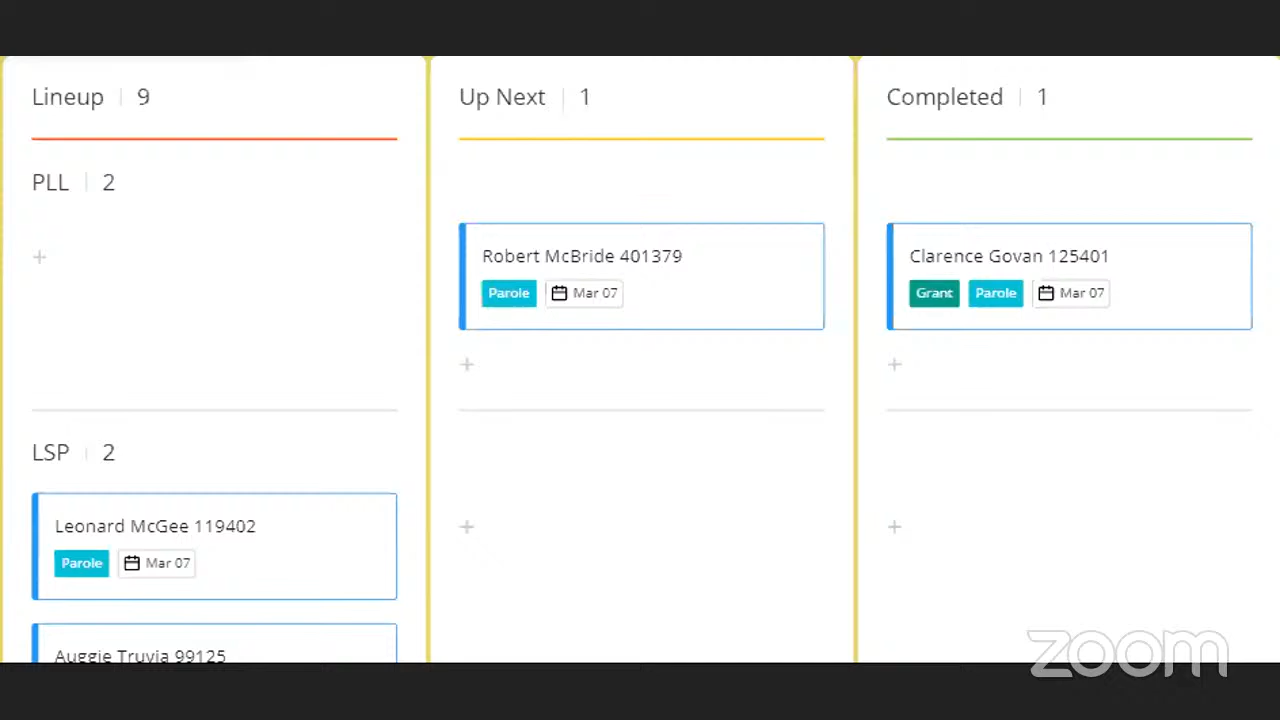 Lineup 9
PLL 2
+
LSP 2
Leonard McGee 119402
Parole Mar 07
Auggie Truvia 99125
Up Next 1
Robert McBride 401379
Parole Mar 07
+
+
Completed 1
Clarence Govan 125401
Grant Parole Mar 07
+
+
zoom